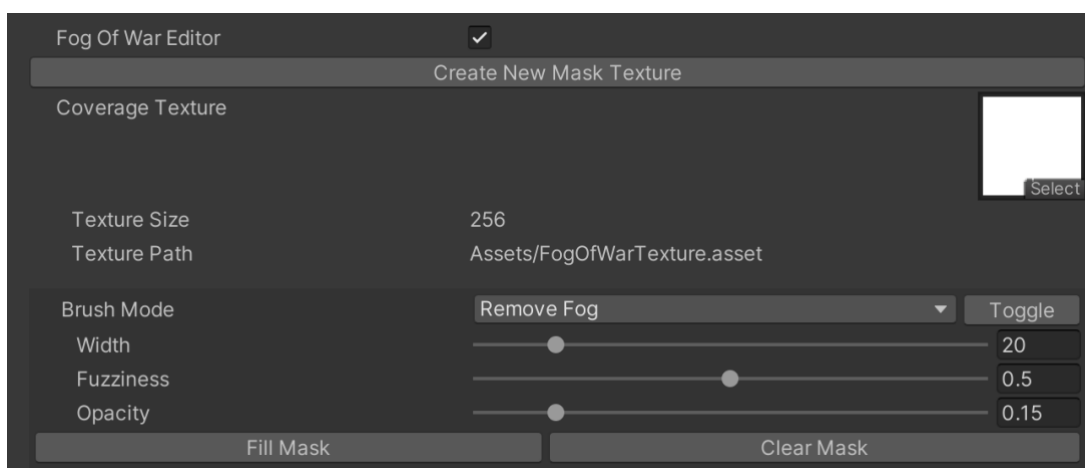 Fog Of War Editor
Create New Mask Texture
Coverage Texture
Select
Texture Size 256
Texture Path Assets/FogOfWarTexture.asset
Brush Mode Remove Fog Toggle
Width 20
Fuzziness 0.5
Opacity 0.15
Fill Mask Clear Mask